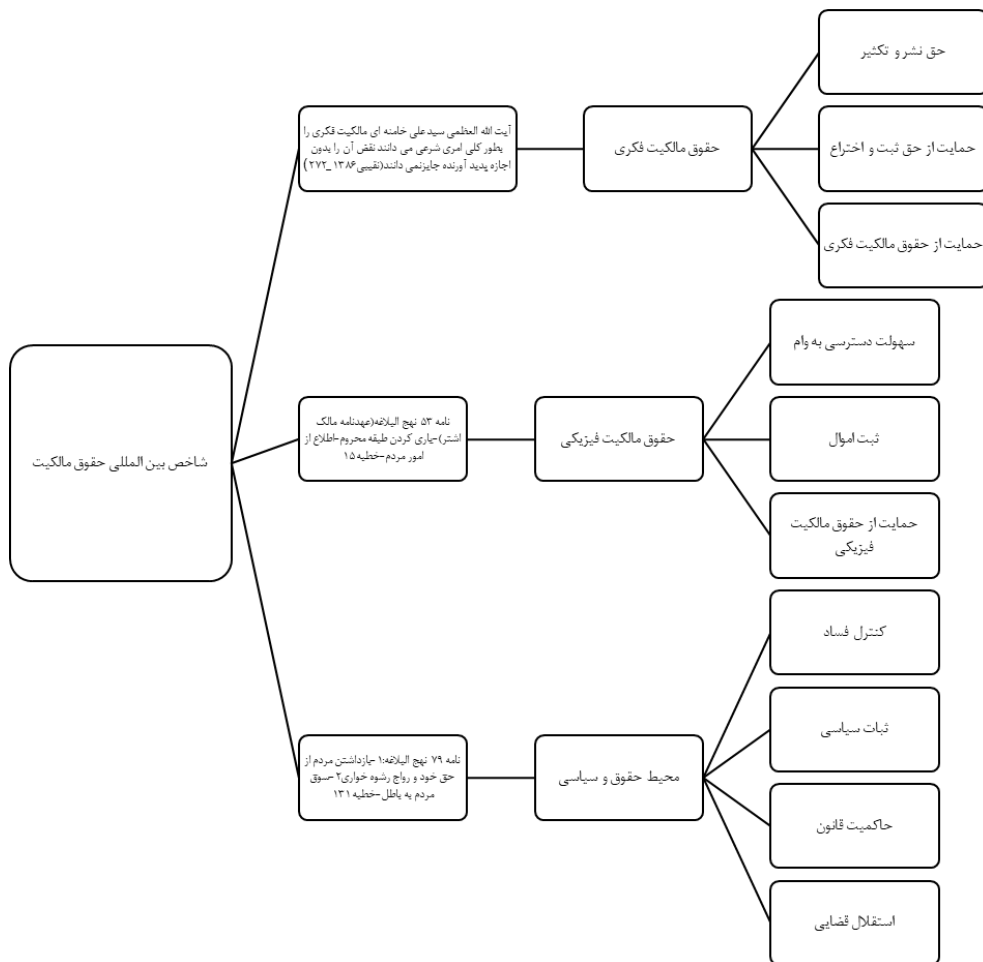 شاخص بین المللی حقوق مالکیت
آیت الله العظمی سید علی خامنه ای مالکیت فکری را
بطور کلی امری شرعی می دانند نقض آن را بدون
اجازه پدید آورنده جایزنمی دانند(نقیبی۱۳۸۶_۲۷۲)
حقوق مالکیت فکری
حق نشر و تکثیر
حمایت از حق ثبت و اختراع
حمایت از حقوق مالکیت فکری
نامه ۵۳ نهج البلاغه(عهدنامه مالک
اشتر)-یاری کردن طبقه محروم-اطلاع از
امور مردم-خطبه ۱۵
حقوق مالکیت فیزیکی
سهولت دسترسی به وام
ثبت اموال
حمایت از حقوق مالکیت
فیزیکی
نامه ۷۹ نهج البلاغه:۱-بازداشتن مردم از
حق خود و رواج رشوه خواری۲-سوق
مردم به باطل-خطبه ۱۳۱
محیط حقوق و سیاسی
کنترل فساد
ثبات سیاسی
حاکمیت قانون
استقلال قضایی